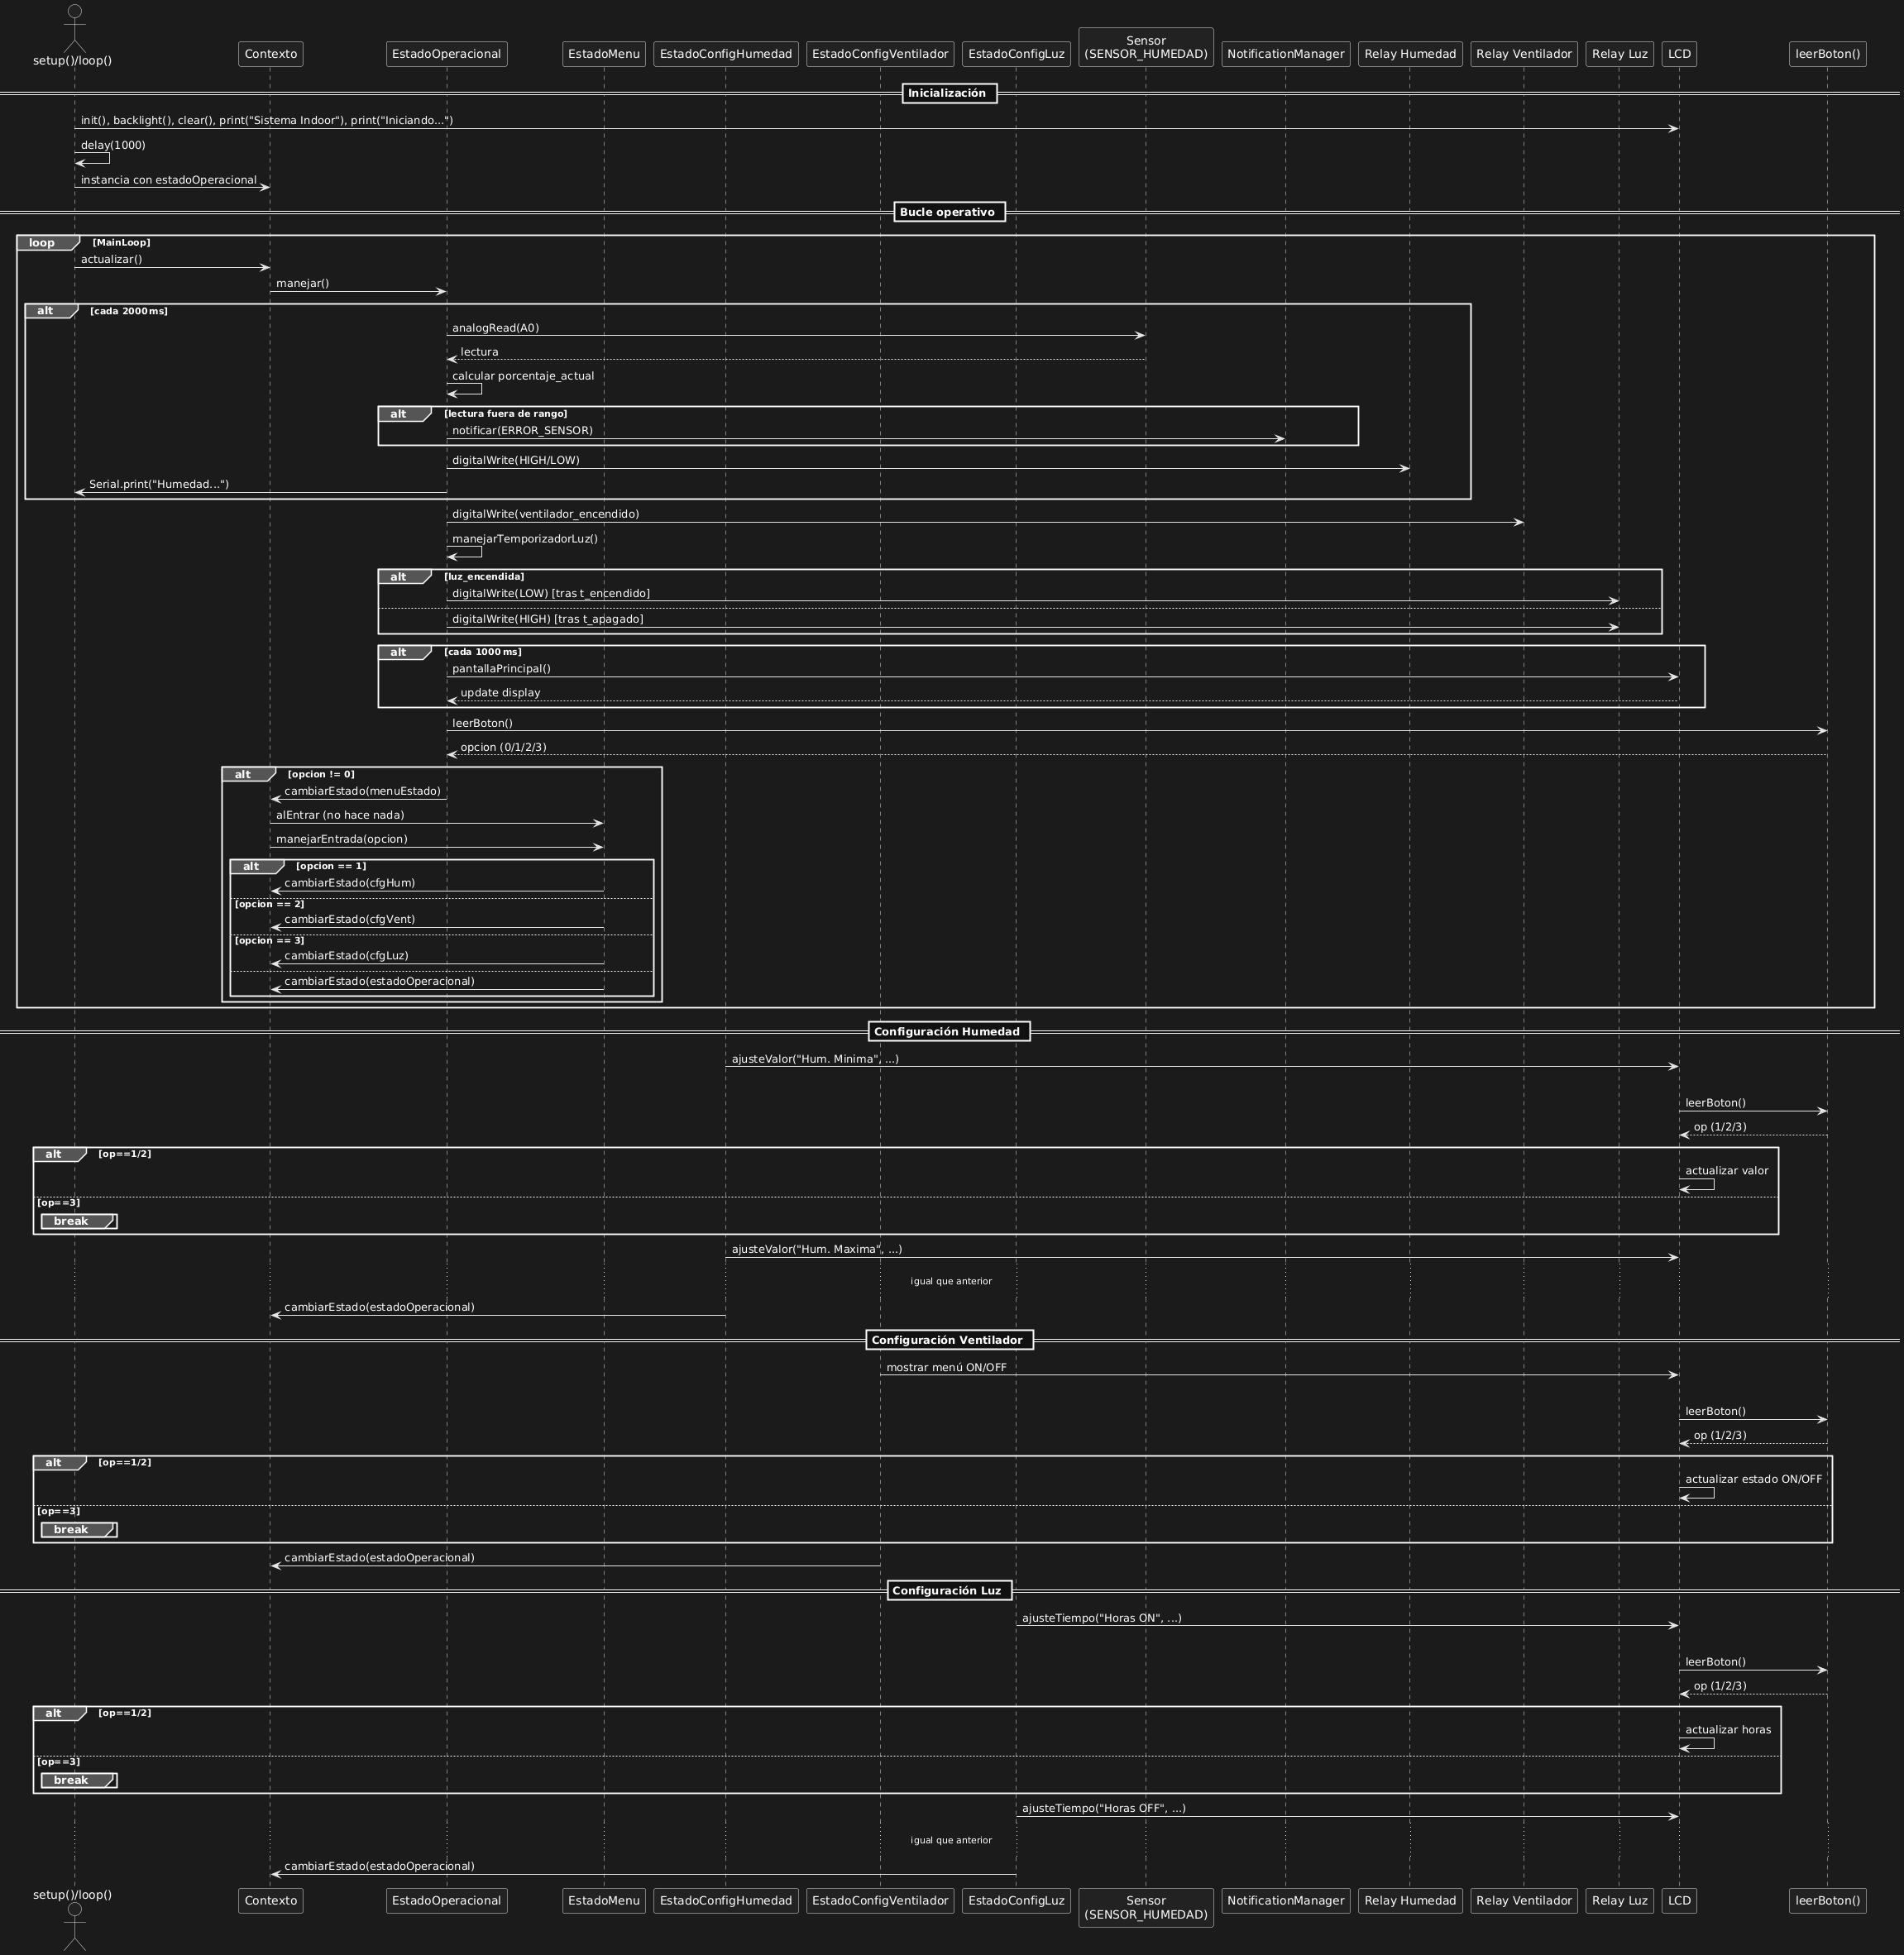 setup()/loop()
Contexto
EstadoOperacional
EstadoMenu
EstadoConfigHumedad
EstadoConfigVentilador
EstadoConfigLuz
Sensor
(SENSOR_HUMEDAD)
NotificationManager
Relay Humedad
Relay Ventilador
Relay Luz
LCD
leerBoton()
Inicialización
init(), backlight(), clear(), print("Sistema Indoor"), print("Iniciando...")
delay(1000)
instancia con estadoOperacional
Bucle operativo
loop [MainLoop]
actualizar()
manejar()
alt [cada 2000 ms]
analogRead(A0)
lectura
calcular porcentaje_actual
alt [lectura fuera de rango]
notificar(ERROR_SENSOR)
digitalWrite(HIGH/LOW)
Serial.print("Humedad...")
digitalWrite(ventilador_encendido)
manejarTemporizadorLuz()
alt [luz_encendida]
digitalWrite(LOW) [tras t_encendido]
digitalWrite(HIGH) [tras t_apagado]
alt [cada 1000 ms]
pantallaPrincipal()
update display
leerBoton()
opcion (0/1/2/3)
alt [opcion != 0]
cambiarEstado(menuEstado)
alEntrar (no hace nada)
manejarEntrada(opcion)
alt [opcion == 1]
cambiarEstado(cfgHum)
[opcion == 2]
cambiarEstado(cfgVent)
[opcion == 3]
cambiarEstado(cfgLuz)
cambiarEstado(estadoOperacional)
Configuración Humedad
ajusteValor("Hum. Minima", ...)
leerBoton()
op (1/2/3)
alt [op==1/2]
actualizar valor
[op==3]
break
ajusteValor("Hum. Maxima", ...)
igual que anterior
cambiarEstado(estadoOperacional)
Configuración Ventilador
mostrar menú ON/OFF
leerBoton()
op (1/2/3)
alt [op==1/2]
actualizar estado ON/OFF
[op==3]
break
cambiarEstado(estadoOperacional)
Configuración Luz
ajusteTiempo("Horas ON", ...)
leerBoton()
op (1/2/3)
alt [op==1/2]
actualizar horas
[op==3]
break
ajusteTiempo("Horas OFF", ...)
igual que anterior
cambiarEstado(estadoOperacional)
setup()/loop()
Contexto
EstadoOperacional
EstadoMenu
EstadoConfigHumedad
EstadoConfigVentilador
EstadoConfigLuz
Sensor
(SENSOR_HUMEDAD)
NotificationManager
Relay Humedad
Relay Ventilador
Relay Luz
LCD
leerBoton()